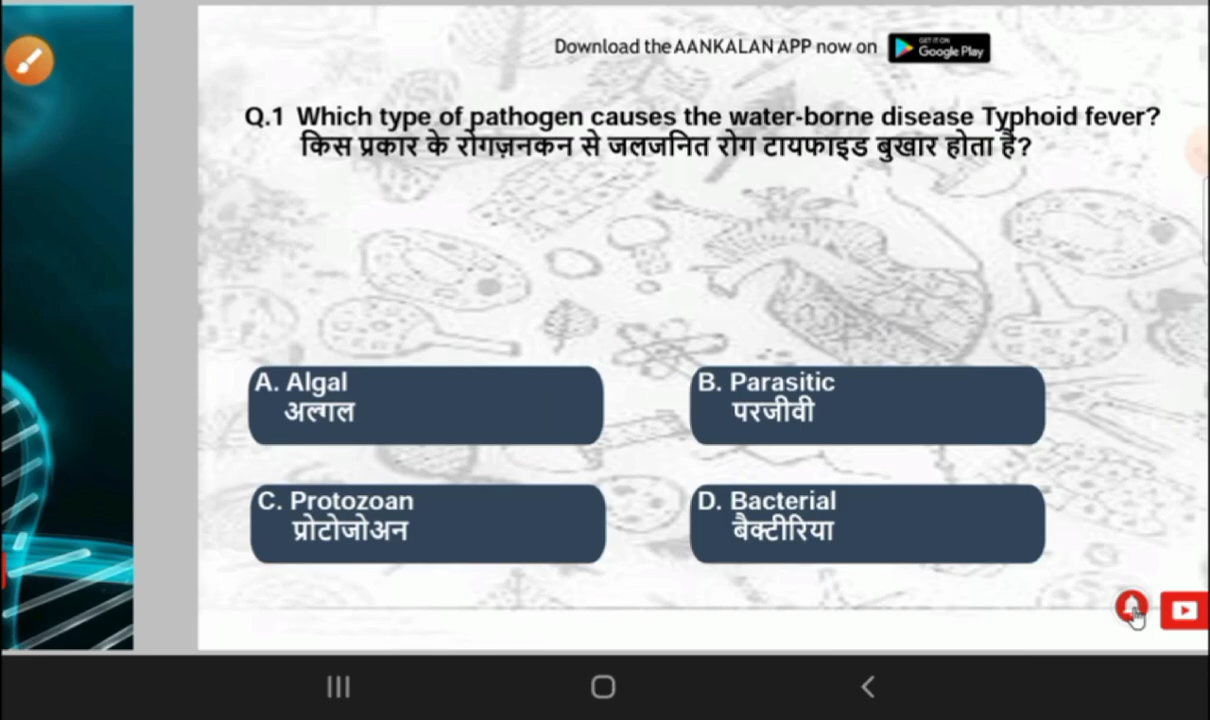 Download the AANKALAN APP now on
GET IT ON
Google Play
Q.1 Which type of pathogen causes the water-borne disease Typhoid fever?
किस प्रकार के रोगज़नकन से जलजनित रोग टायफाइड बुखार होता है?
A. Algal
अल्गल
B. Parasitic
परजीवी
C. Protozoan
प्रोटोजोअन
D. Bacterial
बैक्टीरिया